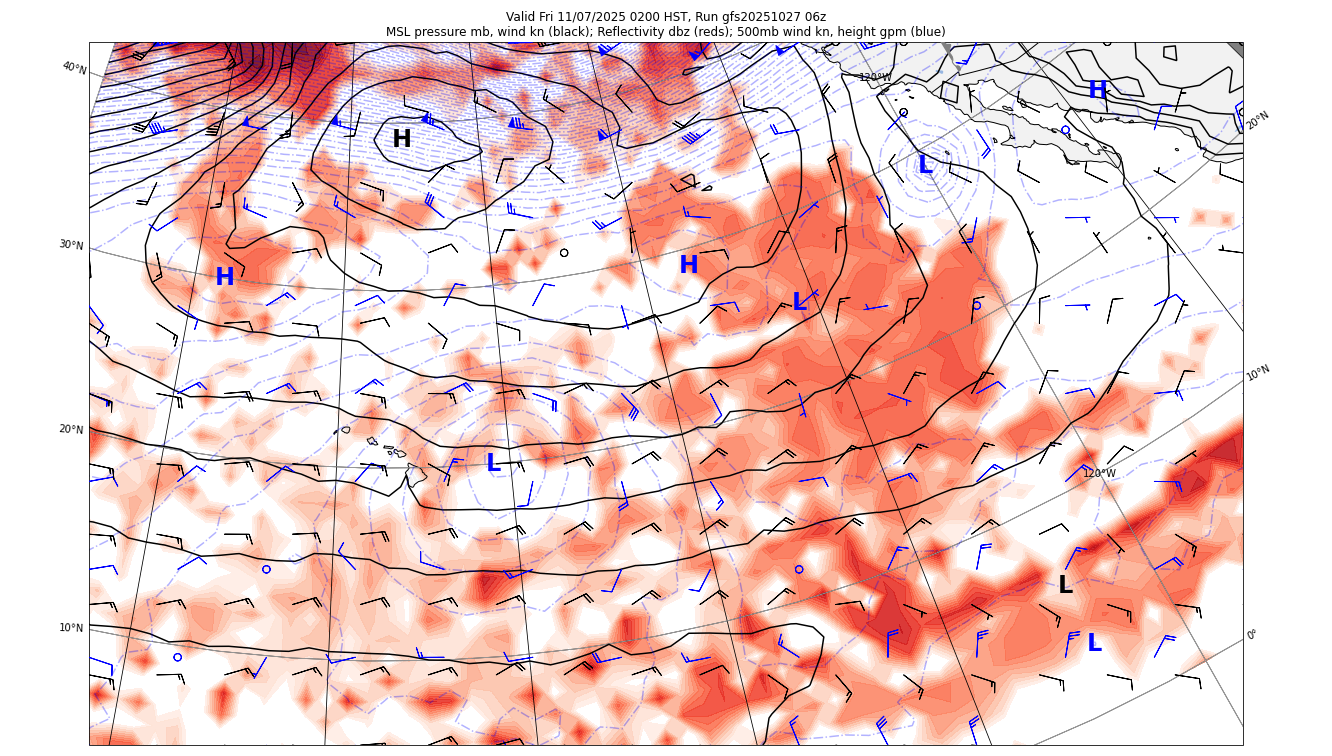 Valid Fri 11/07/2025 0200 HST, Run gfs20251027 06z
MSL pressure mb, wind kn (black); Reflectivity dbz (reds); 500mb wind kn, height gpm (blue)
40°N
120°W
H
20°N
H
L
30°N
H
H
L
10°N
20°N
L
120°W
L
10°N
0°
L